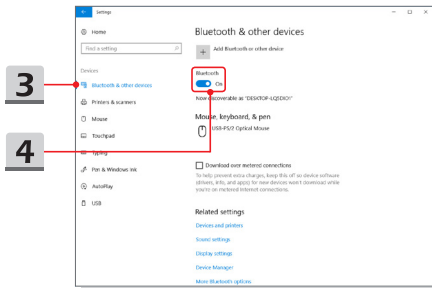 Settings
Home
Find a setting
Devices
Bluetooth & other devices
Printers & scanners
Mouse
Touchpad
Typing
Pen & Windows Ink
AutoPlay
USB
3
4
Bluetooth & other devices
Add Bluetooth or other device
Bluetooth
On
Now discoverable as "DESKTOP-LQSDIOI"
Mouse, keyboard, & pen
USB-PS/2 Optical Mouse
Download over metered connections
To help prevent extra charges, keep this off so device software
(drivers, info, and apps) for new devices won't download while
you're on metered Internet connections.
Related settings
Devices and printers
Sound settings
Display settings
Device Manager
More Bluetooth options